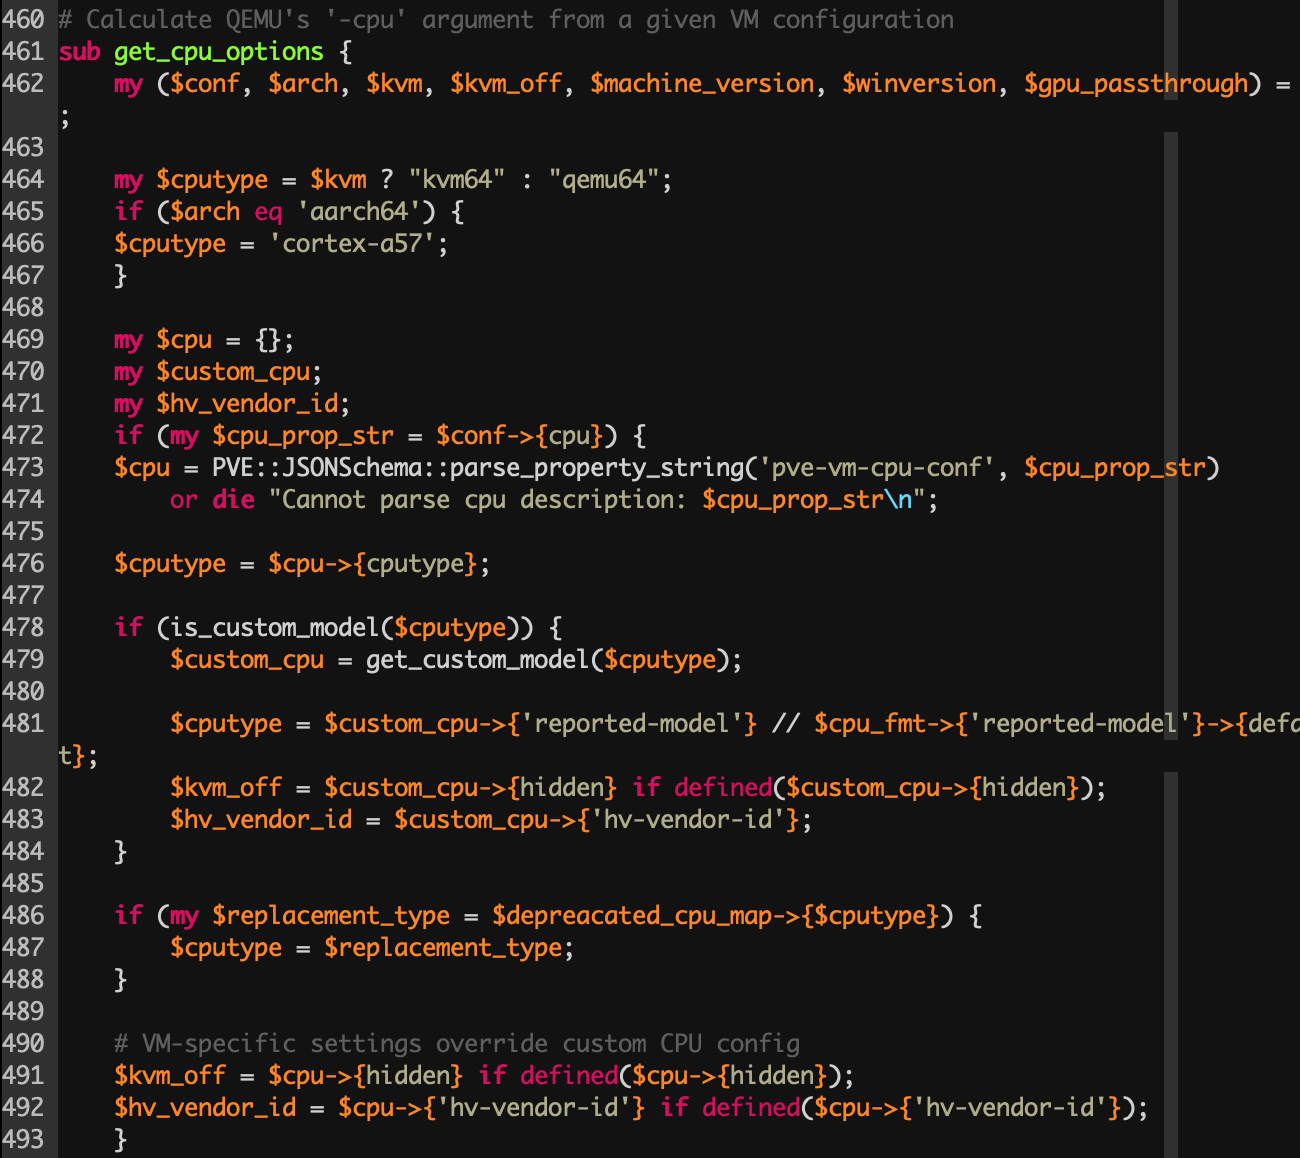 460 # Calculate QEMU's '-cpu' argument from a given VM configuration
461 sub get_cpu_options {
462     my ($conf, $arch, $kvm, $kvm_off, $machine_version, $winversion, $gpu_passthrough) =
;
463
464     my $cputype = $kvm ? "kvm64" : "qemu64";
465     if ($arch eq 'aarch64') {
466     $cputype = 'cortex-a57';
467     }
468
469     my $cpu = {};
470     my $custom_cpu;
471     my $hv_vendor_id;
472     if (my $cpu_prop_str = $conf->{cpu}) {
473     $cpu = PVE::JSONSchema::parse_property_string('pve-vm-cpu-conf', $cpu_prop_str)
474         or die "Cannot parse cpu description: $cpu_prop_str\n";
475
476     $cputype = $cpu->{cputype};
477
478     if (is_custom_model($cputype)) {
479         $custom_cpu = get_custom_model($cputype);
480
481         $cputype = $custom_cpu->{'reported-model'} // $cpu_fmt->{'reported-model'}->{defa
t};
482         $kvm_off = $custom_cpu->{hidden} if defined($custom_cpu->{hidden});
483         $hv_vendor_id = $custom_cpu->{'hv-vendor-id'};
484     }
485
486     if (my $replacement_type = $depreacated_cpu_map->{$cputype}) {
487         $cputype = $replacement_type;
488     }
489
490     # VM-specific settings override custom CPU config
491     $kvm_off = $cpu->{hidden} if defined($cpu->{hidden});
492     $hv_vendor_id = $cpu->{'hv-vendor-id'} if defined($cpu->{'hv-vendor-id'});
493     }